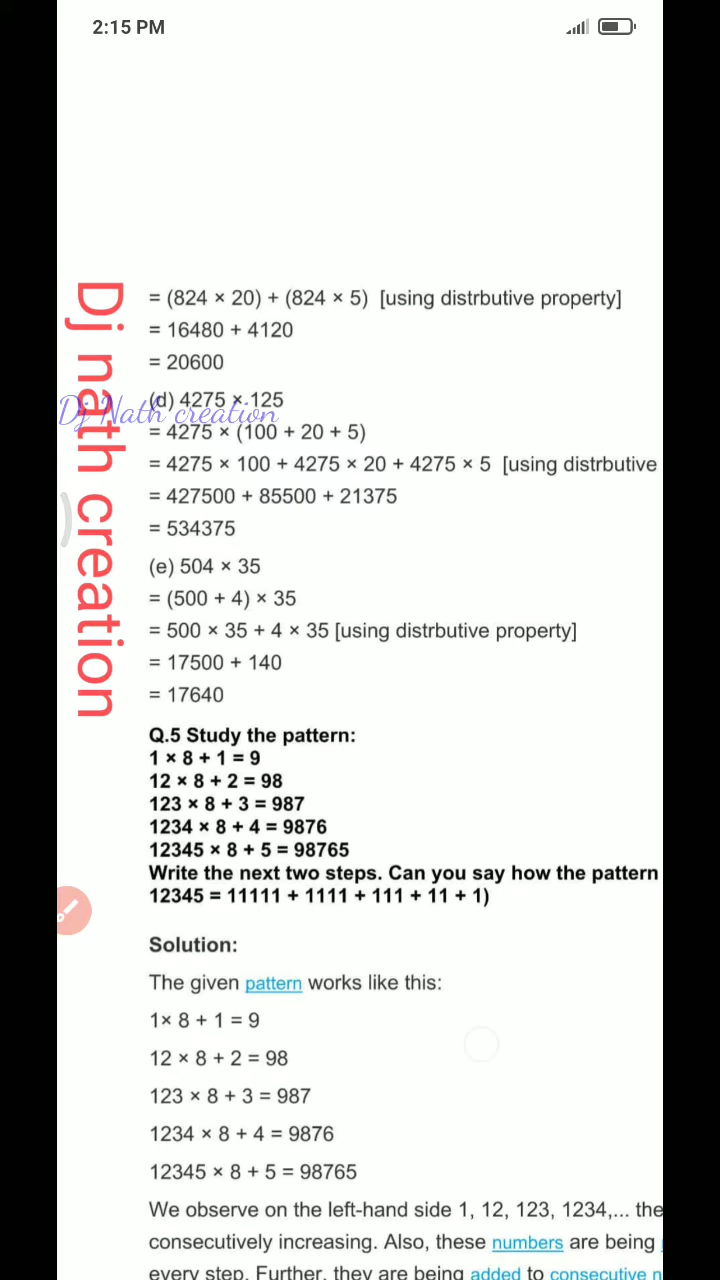 2:15 PM
= (824 × 20) + (824 × 5) [using distrbutive property]
= 16480 + 4120
= 20600
(d) 4275 × 125
Dj Nath creation
= 4275 × (100 + 20 + 5)
= 4275 × 100 + 4275 × 20 + 4275 × 5 [using distrbutive
= 427500 + 85500 + 21375
= 534375
(e) 504 × 35
= (500 + 4) × 35
= 500 × 35 + 4 × 35 [using distrbutive property]
= 17500 + 140
= 17640
Dj nath creation
Q.5 Study the pattern:
1 × 8 + 1 = 9
12 × 8 + 2 = 98
123 × 8 + 3 = 987
1234 × 8 + 4 = 9876
12345 × 8 + 5 = 98765
Write the next two steps. Can you say how the pattern
12345 = 11111 + 1111 + 111 + 11 + 1)
Solution:
The given pattern works like this:
1× 8 + 1 = 9
12 × 8 + 2 = 98
123 × 8 + 3 = 987
1234 × 8 + 4 = 9876
12345 × 8 + 5 = 98765
We observe on the left-hand side 1, 12, 123, 1234,... the
consecutively increasing. Also, these numbers are being
every step. Further, they are being added to consecutive n